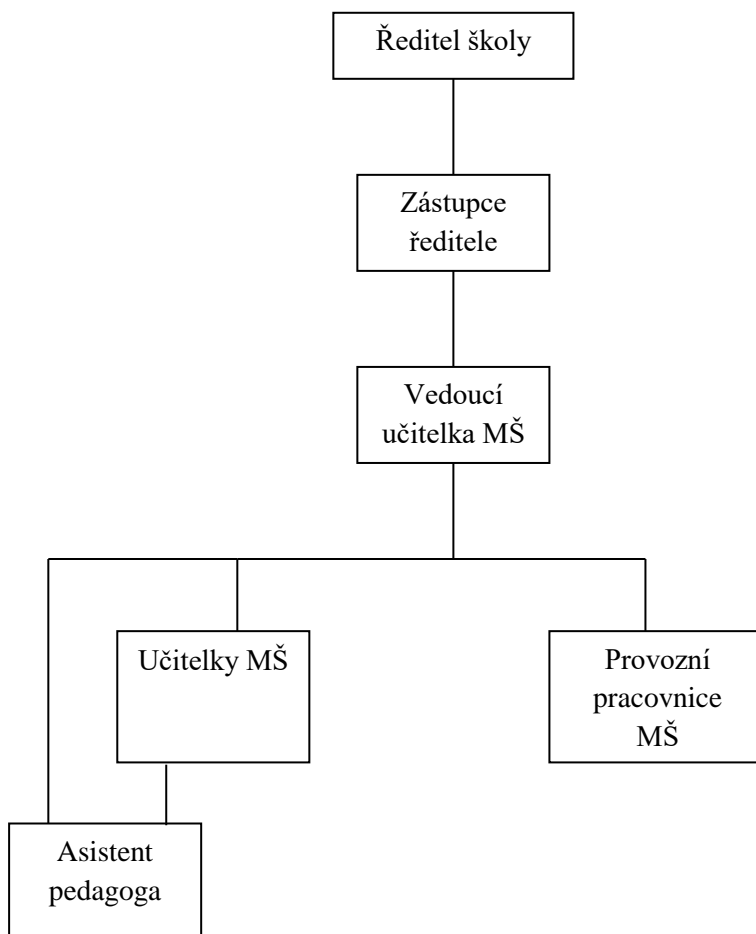 Ředitel školy
Zástupce
ředitele
Vedoucí
učitelka MŠ
Učitelky MŠ
Provozní
pracovnice
MŠ
Asistent
pedagoga